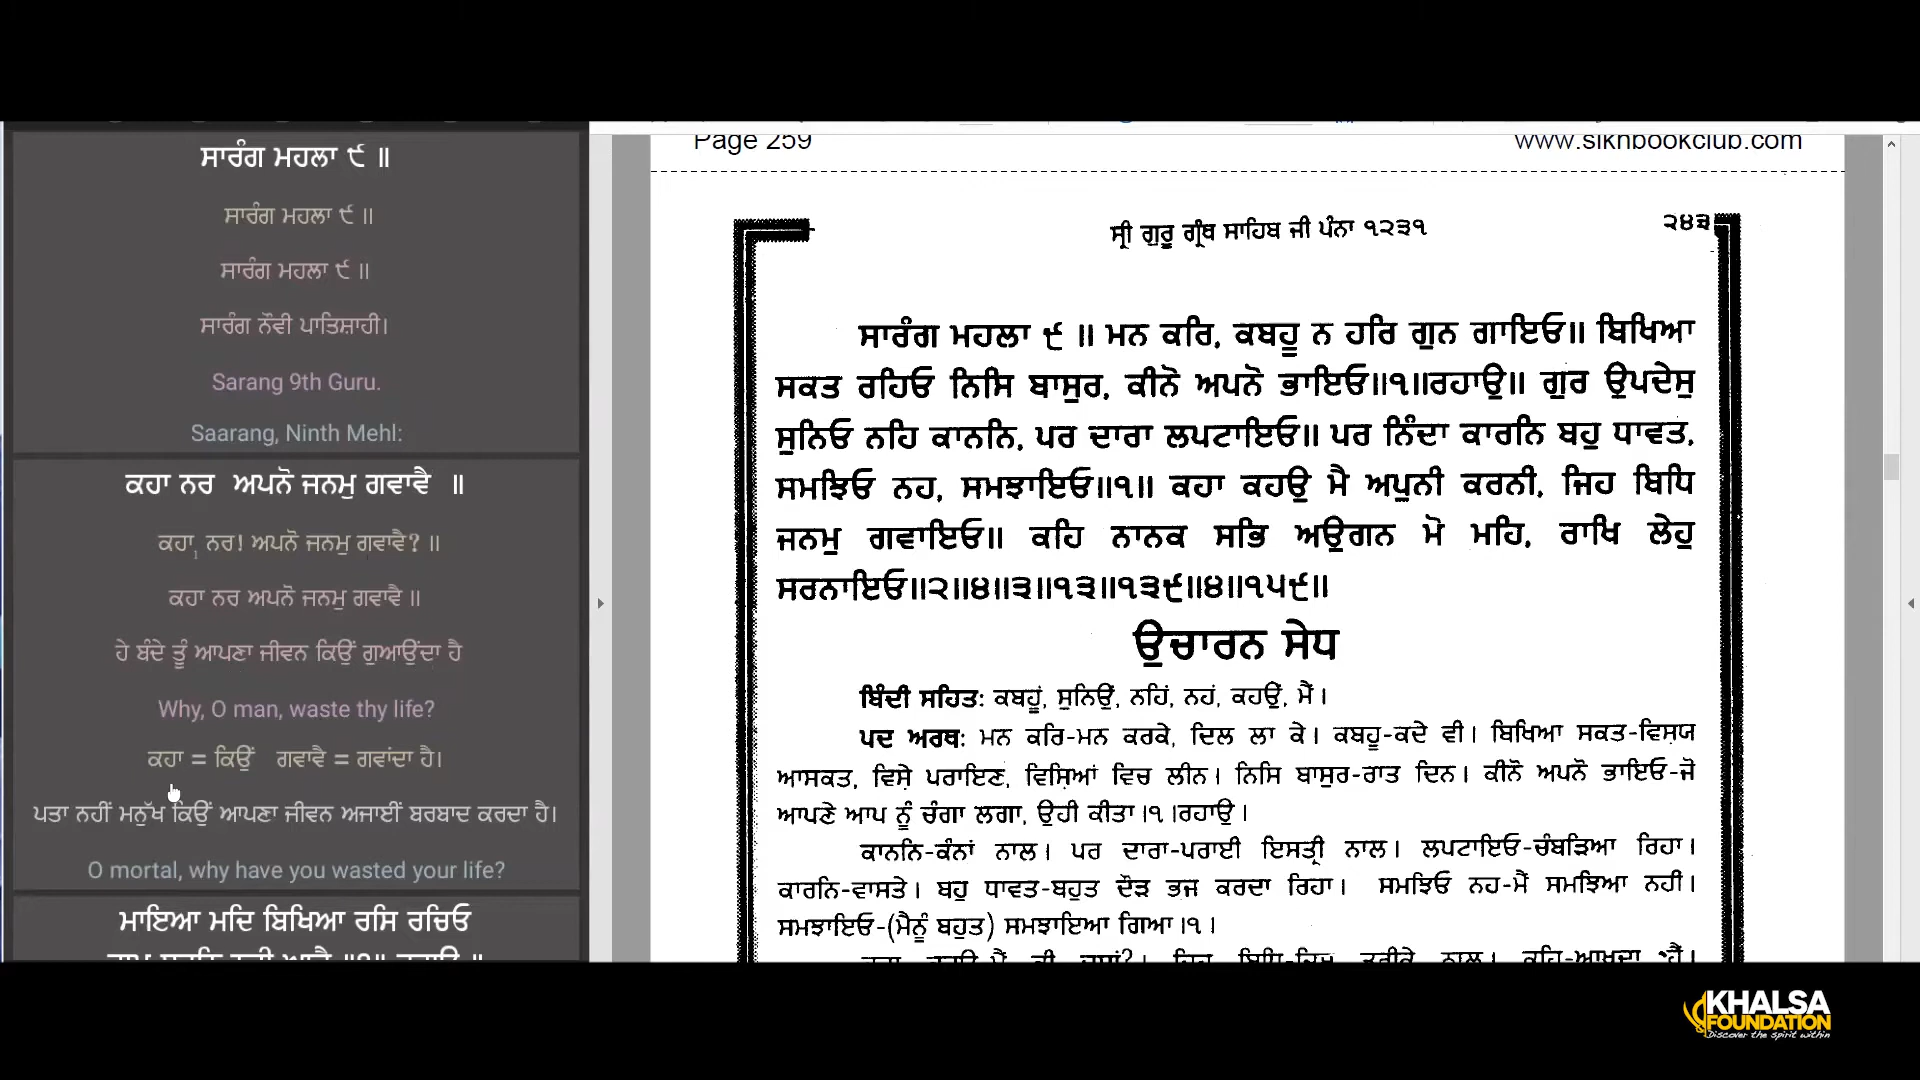 ਸਾਰੰਗ ਮਹਲਾ ੯ ॥
ਸਾਰੰਗ ਮਹਲਾ ੯ ॥
ਸਾਰੰਗ ਮਹਲਾ ੯ ॥
ਸਾਰੰਗ ਨੌਵੀ ਪਾਤਿਸ਼ਾਹੀ।
Sarang 9th Guru.
Saarang, Ninth Mehl:
ਕਹਾ ਨਰ ਅਪਨੋ ਜਨਮੁ ਗਵਾਵੈ ॥
ਕਹਾ, ਨਰ! ਅਪਨੋ ਜਨਮੁ ਗਵਾਵੈ? ॥
ਕਹਾ ਨਰ ਅਪਨੋ ਜਨਮੁ ਗਵਾਵੈ ॥
ਹੇ ਬੰਦੇ ਤੂੰ ਆਪਣਾ ਜੀਵਨ ਕਿਉਂ ਗੁਆਉਂਦਾ ਹੈ
Why, O man, waste thy life?
ਕਹਾ = ਕਿਉਂ ਗਵਾਵੈ = ਗਵਾਂਦਾ ਹੈ।
ਪਤਾ ਨਹੀਂ ਮਨੁੱਖ ਕਿਉਂ ਆਪਣਾ ਜੀਵਨ ਅਜਾਈਂ ਬਰਬਾਦ ਕਰਦਾ ਹੈ।
O mortal, why have you wasted your life?
ਮਾਇਆ ਮਦਿ ਬਿਖਿਆ ਰਸਿ ਰਚਿਓ
Page 259
www.sikhbookclub.com
ਸ੍ਰੀ ਗੁਰੂ ਗ੍ਰੰਥ ਸਾਹਿਬ ਜੀ ਪੰਨਾ ੧੨੩੧
੨੪੩
ਸਾਰੰਗ ਮਹਲਾ ੯ ॥ ਮਨ ਕਰਿ, ਕਬਹੂ ਨ ਹਰਿ ਗੁਨ ਗਾਇਓ॥ ਬਿਖਿਆ
ਸਕਤ ਰਹਿਓ ਨਿਸਿ ਬਾਸੁਰ, ਕੀਨੋ ਅਪਨੋ ਭਾਇਓ॥੧॥ਰਹਾਉ॥ ਗੁਰ ਉਪਦੇਸੁ
ਸੁਨਿਓ ਨਹਿ ਕਾਨਨਿ, ਪਰ ਦਾਰਾ ਲਪਟਾਇਓ॥ ਪਰ ਨਿੰਦਾ ਕਾਰਨਿ ਬਹੁ ਧਾਵਤ,
ਸਮਝਿਓ ਨਹ, ਸਮਝਾਇਓ॥੧॥ ਕਹਾ ਕਹਉ ਮੈ ਅਪੁਨੀ ਕਰਨੀ, ਜਿਹ ਬਿਧਿ
ਜਨਮੁ ਗਵਾਇਓ॥ ਕਹਿ ਨਾਨਕ ਸਭਿ ਅਉਗਨ ਮੋ ਮਹਿ, ਰਾਖਿ ਲੇਹੁ
ਸਰਨਾਇਓ॥੨॥੪॥੩॥੧੩॥੧੩੯॥੪॥੧੫੯॥
ਉਚਾਰਨ ਸੇਧ
ਬਿੰਦੀ ਸਹਿਤ: ਕਬਹੂੰ, ਸੁਨਿਉਂ, ਨਹਿਂ, ਨਹਂ, ਕਹਉਂ, ਮੈਂ।
ਪਦ ਅਰਥ: ਮਨ ਕਰਿ-ਮਨ ਕਰਕੇ, ਦਿਲ ਲਾ ਕੇ। ਕਬਹੂ-ਕਦੇ ਵੀ। ਬਿਖਿਆ ਸਕਤ-ਵਿਸ਼ਯ
ਆਸਕਤ, ਵਿਸ਼ੇ ਪਰਾਇਣ, ਵਿਸ਼ਿਆਂ ਵਿਚ ਲੀਨ। ਨਿਸਿ ਬਾਸੁਰ-ਰਾਤ ਦਿਨ। ਕੀਨੋ ਅਪਨੋ ਭਾਇਓ-ਜੋ
ਆਪਣੇ ਆਪ ਨੂੰ ਚੰਗਾ ਲਗਾ, ਉਹੀ ਕੀਤਾ।੧।ਰਹਾਉ।
ਕਾਨਨਿ-ਕੰਨਾਂ ਨਾਲ। ਪਰ ਦਾਰਾ-ਪਰਾਈ ਇਸਤ੍ਰੀ ਨਾਲ। ਲਪਟਾਇਓ-ਚੰਬੜਿਆ ਰਿਹਾ।
ਕਾਰਨਿ-ਵਾਸਤੇ। ਬਹੁ ਧਾਵਤ-ਬਹੁਤ ਦੌੜ ਭਜ ਕਰਦਾ ਰਿਹਾ। ਸਮਝਿਓ ਨਹ-ਮੈਂ ਸਮਝਿਆ ਨਹੀਂ।
ਸਮਝਾਇਓ-(ਮੈਨੂੰ ਬਹੁਤ) ਸਮਝਾਇਆ ਗਿਆ।੧।
KHALSA
FOUNDATION
Discover the spirit within